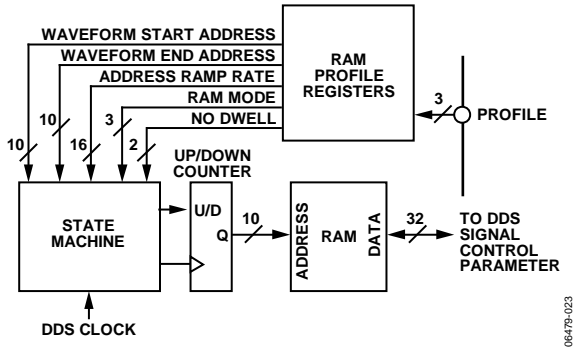 WAVEFORM START ADDRESS
WAVEFORM END ADDRESS
ADDRESS RAMP RATE
RAM MODE
NO DWELL
RAM
PROFILE
REGISTERS
3
PROFILE
10
10
16
3
2
UP/DOWN
COUNTER
STATE
MACHINE
U/D
Q
10
ADDRESS
RAM
DATA
32
TO DDS
SIGNAL
CONTROL
PARAMETER
DDS CLOCK
06479-023